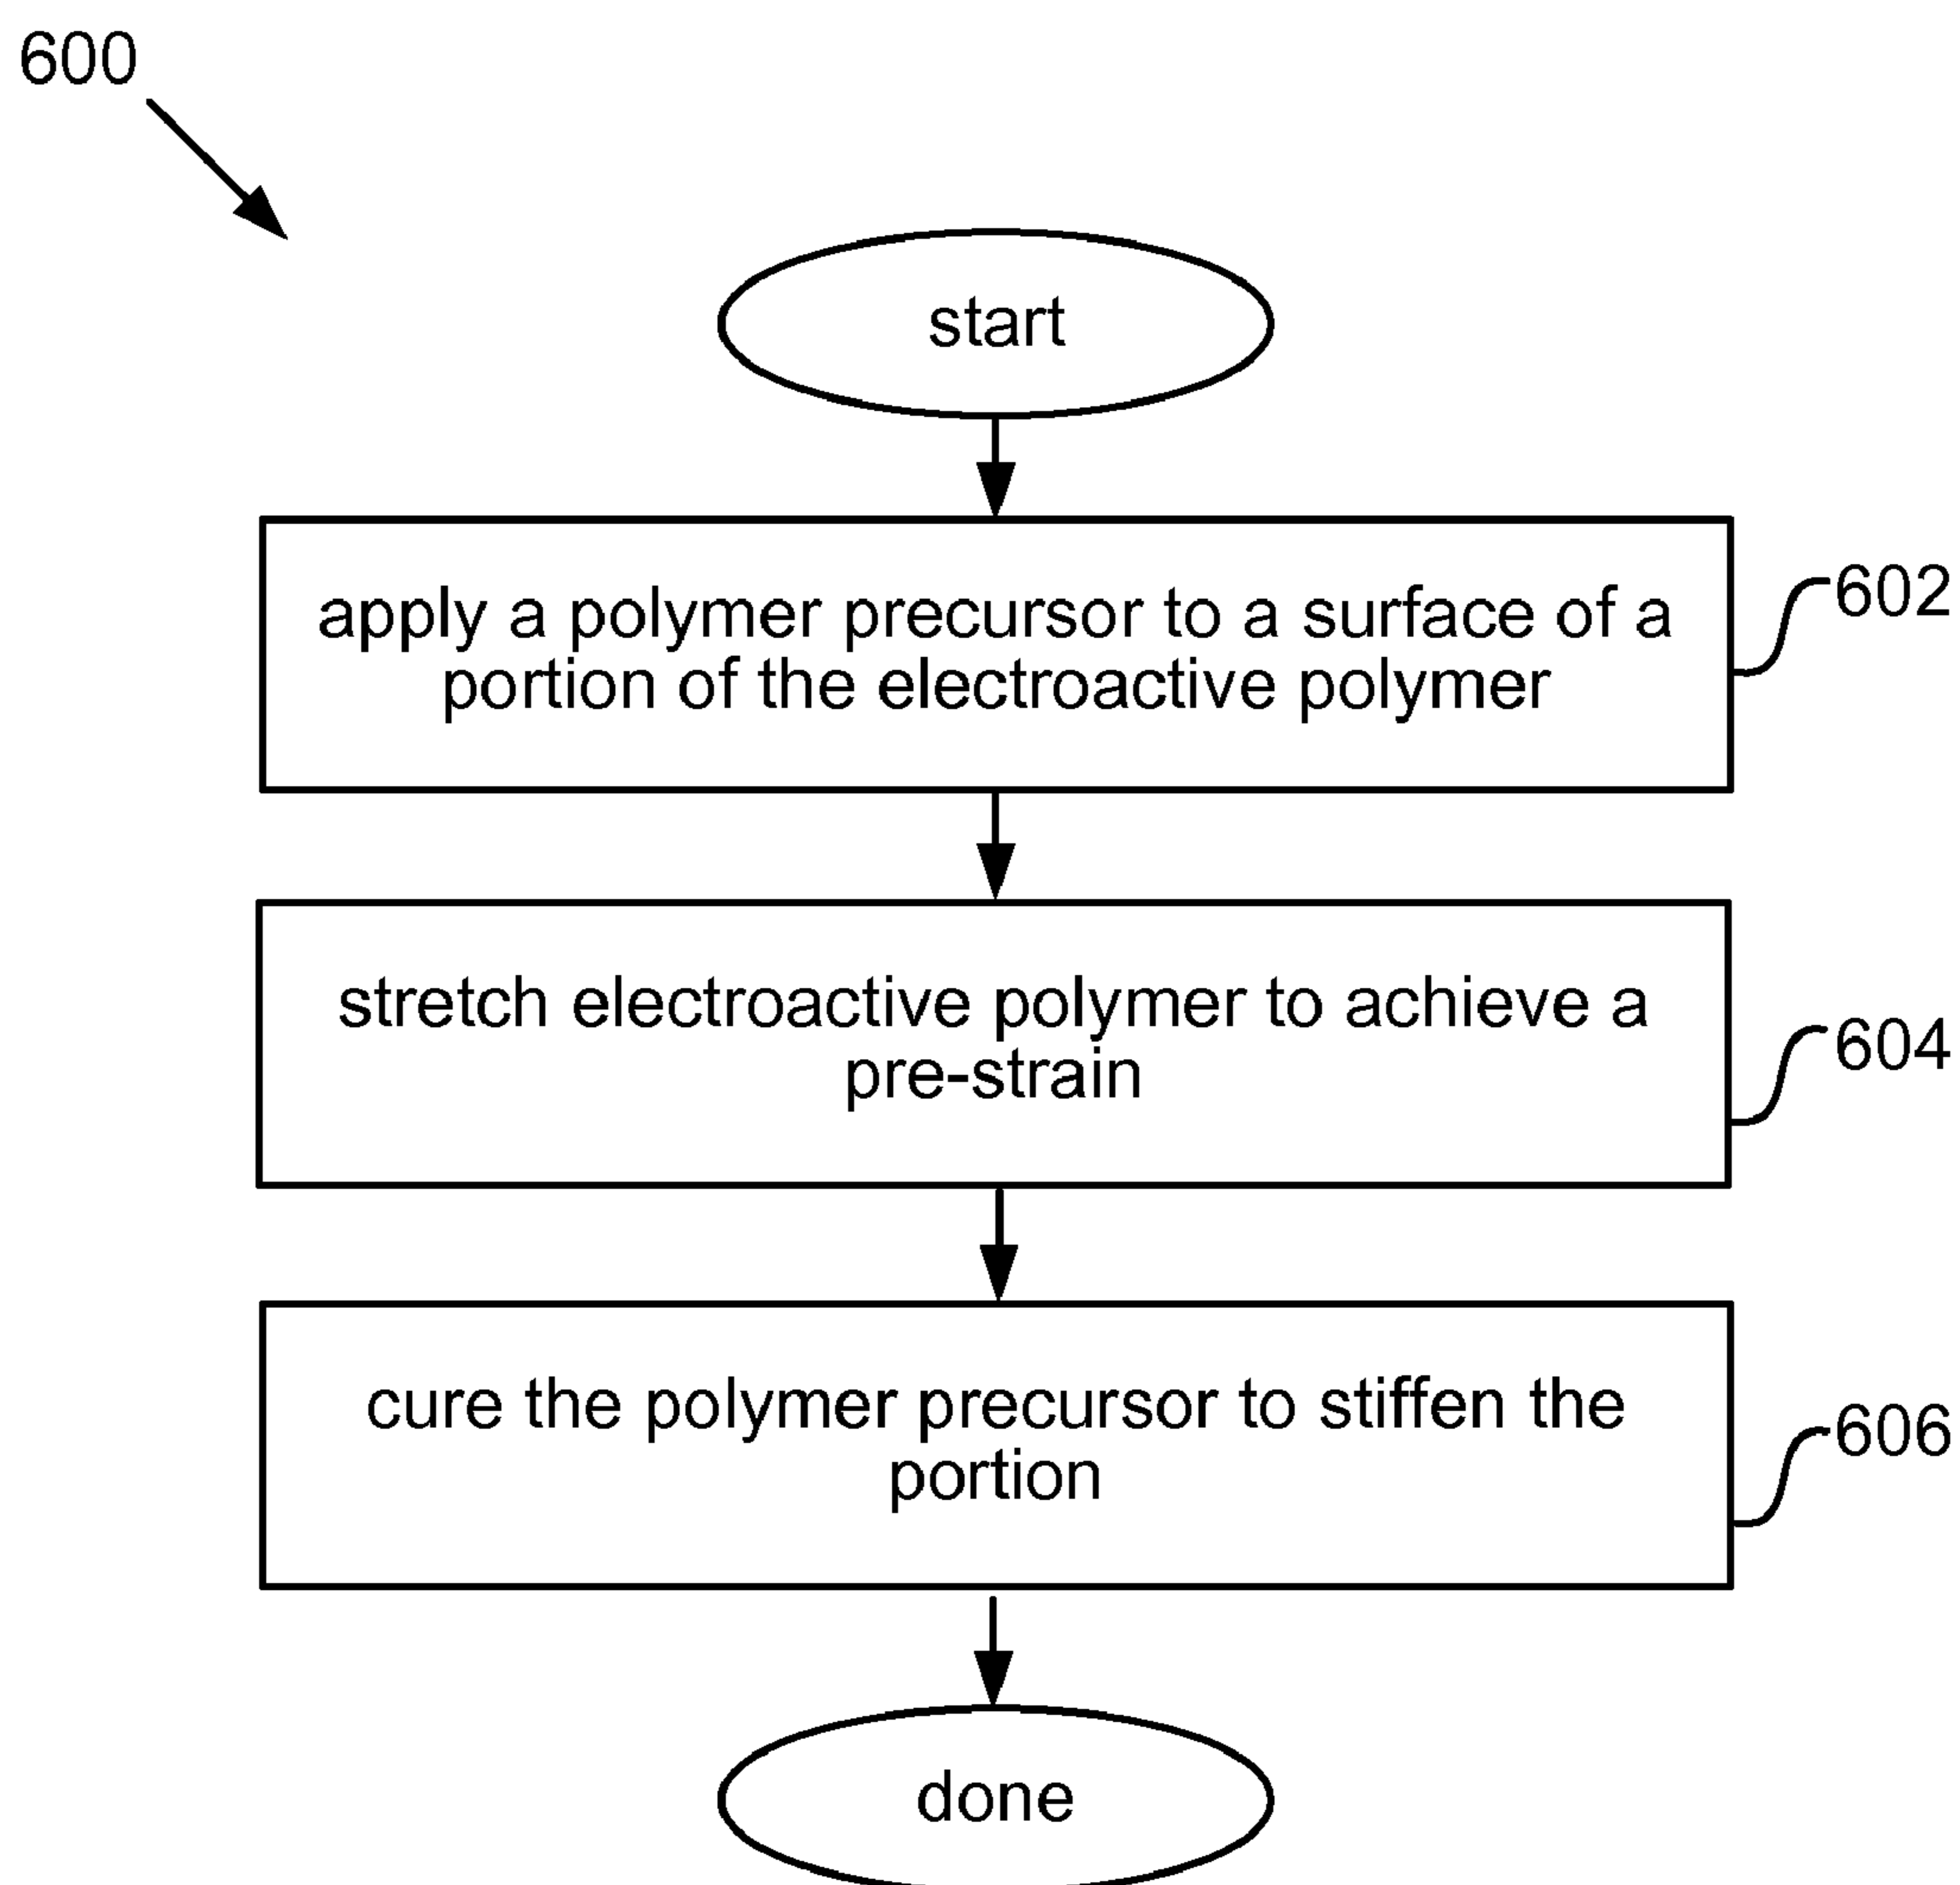 600
start
apply a polymer precursor to a surface of a
portion of the electroactive polymer
602
stretch electroactive polymer to achieve a
pre-strain
604
cure the polymer precursor to stiffen the
portion
606
done